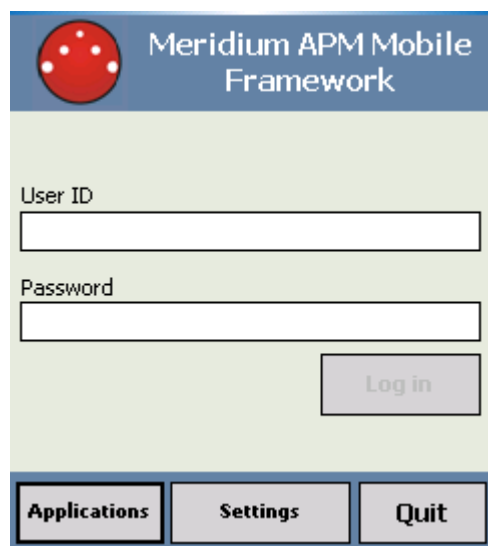 Meridium APM Mobile
Framework
User ID
Password
Log in
Applications Settings Quit